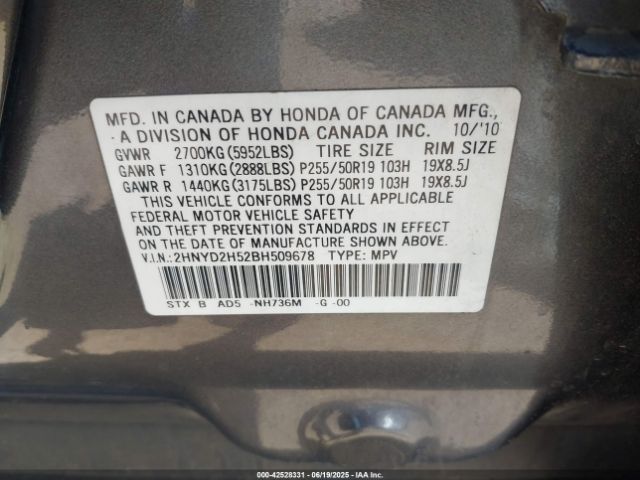 MFD. IN CANADA BY HONDA OF CANADA MFG.,
A DIVISION OF HONDA CANADA INC. 10/'10
GVWR 2700KG(5952LBS) TIRE SIZE RIM SIZE
GAWR F 1310KG(2888LBS) P255/50R19 103H 19X8.5J
GAWR R 1440KG(3175LBS) P255/50R19 103H 19X8.5J
THIS VEHICLE CONFORMS TO ALL APPLICABLE
FEDERAL MOTOR VEHICLE SAFETY
AND THEFT PREVENTION STANDARDS IN EFFECT
ON THE DATE OF MANUFACTURE SHOWN ABOVE.
V.I.N.:2HNYD2H52BH509678 TYPE: MPV
STX B AD5 -NH736M -G -00
000-42528331 - 06/19/2025 - IAAI, Inc.